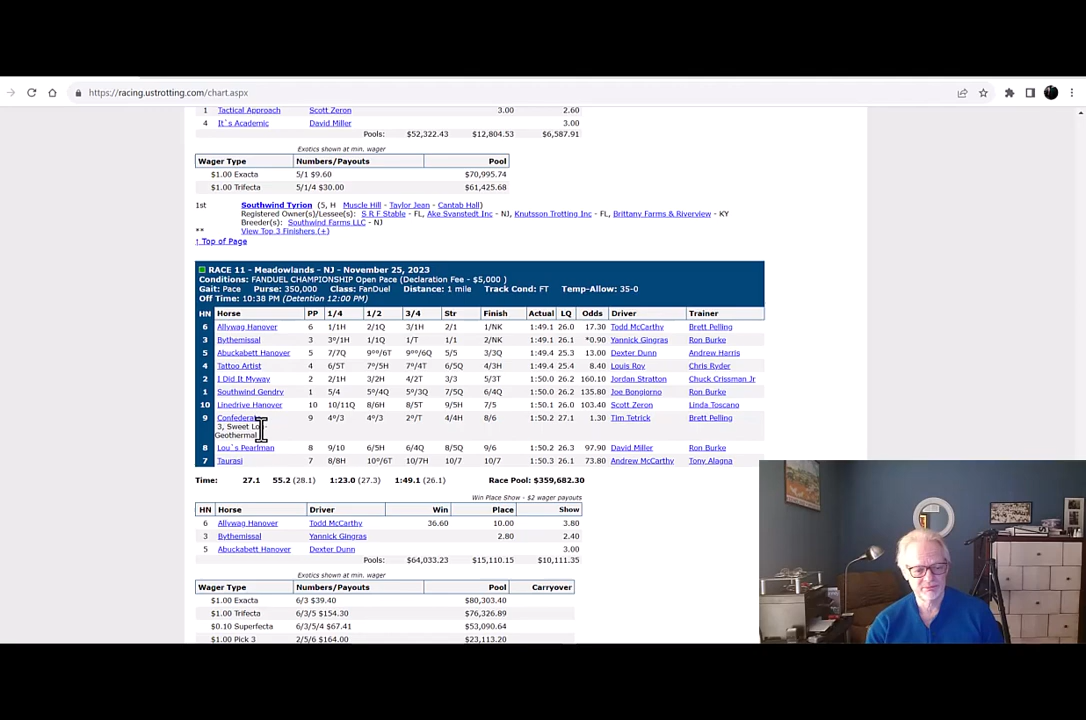 https://racing.ustrotting.com/chart.aspx
1 Tactical Approach Scott Zeron 3.00 2.60
4 It`s Academic David Miller 3.00
Pools: $52,322.43 $12,804.53 $6,587.91
Exotics shown at min. wager
Wager Type Numbers/Payouts Pool
$1.00 Exacta 5/1 $9.60 $70,995.74
$1.00 Trifecta 5/1/4 $30.00 $61,425.68
1st Southwind Tyrion (5, H Muscle Hill - Taylor Jean - Cantab Hall)
Registered Owner(s)/Lessee(s): S R F Stable - FL, Ake Svanstedt Inc - NJ, Knutsson Trotting Inc - FL, Brittany Farms & Riverview - KY
Breeder(s): Southwind Farms LLC - NJ
** View Top 3 Finishers (+)
↑ Top of Page
RACE 11 - Meadowlands - NJ - November 25, 2023
Conditions: FANDUEL CHAMPIONSHIP Open Pace (Declaration Fee - $5,000 )
Gait: Pace Purse: 350,000 Class: FanDuel Distance: 1 mile Track Cond: FT Temp-Allow: 35-0
Off Time: 10:38 PM (Detention 12:00 PM)
HN Horse PP 1/4 1/2 3/4 Str Finish Actual LQ Odds Driver Trainer
6 Allywag Hanover 6 1/1H 2/1Q 3/1H 2/1 1/NK 1:49.1 26.0 17.30 Todd McCarthy Brett Pelling
3 Bythemissal 3 3º/1H 1/1Q 1/T 1/1 2/NK 1:49.1 26.1 *0.90 Yannick Gingras Ron Burke
5 Abuckabett Hanover 5 7/7Q 9ºº/6T 9ºº/6Q 5/5 3/3Q 1:49.4 25.3 13.00 Dexter Dunn Andrew Harris
4 Tattoo Artist 4 6/5T 7º/5H 7º/4T 6/5Q 4/3H 1:49.4 25.4 8.40 Louis Roy Chris Ryder
2 I Did It Myway 2 2/1H 3/2H 4/2T 3/3 5/3T 1:50.0 26.2 160.10 Jordan Stratton Chuck Crissman Jr
1 Southwind Gendry 1 5/4 5º/4Q 5º/3Q 7/5Q 6/4Q 1:50.0 26.2 135.80 Joe Bongiorno Ron Burke
10 Linedrive Hanover 10 10/11Q 8/6H 8/5T 9/5H 7/5 1:50.1 26.0 103.40 Scott Zeron Linda Toscano
9 Confederate 9 4º/3 4º/3 2º/T 4/4H 8/6 1:50.2 27.1 1.30 Tim Tetrick Brett Pelling
3, Sweet Lo -
Geothermal
8 Lou`s Pearlman 8 9/10 6/5H 6/4Q 8/5Q 9/6H 1:50.2 26.3 97.90 David Miller Ron Burke
7 Taurasi 7 8/8H 10º/6T 10/7H 10/7 10/7 1:50.3 26.1 73.80 Andrew McCarthy Tony Alagna
Time: 27.1 55.2 (28.1) 1:23.0 (27.3) 1:49.1 (26.1) Race Pool: $359,682.30
Win Place Show - $2 wager payouts
HN Horse Driver Win Place Show
6 Allywag Hanover Todd McCarthy 36.60 10.00 3.80
3 Bythemissal Yannick Gingras 2.80 2.40
5 Abuckabett Hanover Dexter Dunn 3.00
Pools: $64,033.23 $15,110.15 $10,111.35
Exotics shown at min. wager
Wager Type Numbers/Payouts Pool Carryover
$1.00 Exacta 6/3 $39.40 $80,303.40
$1.00 Trifecta 6/3/5 $154.30 $76,326.89
$0.10 Superfecta 6/3/5/4 $67.41 $53,090.64
$1.00 Pick 3 2/5/6 $164.00 $23,113.20